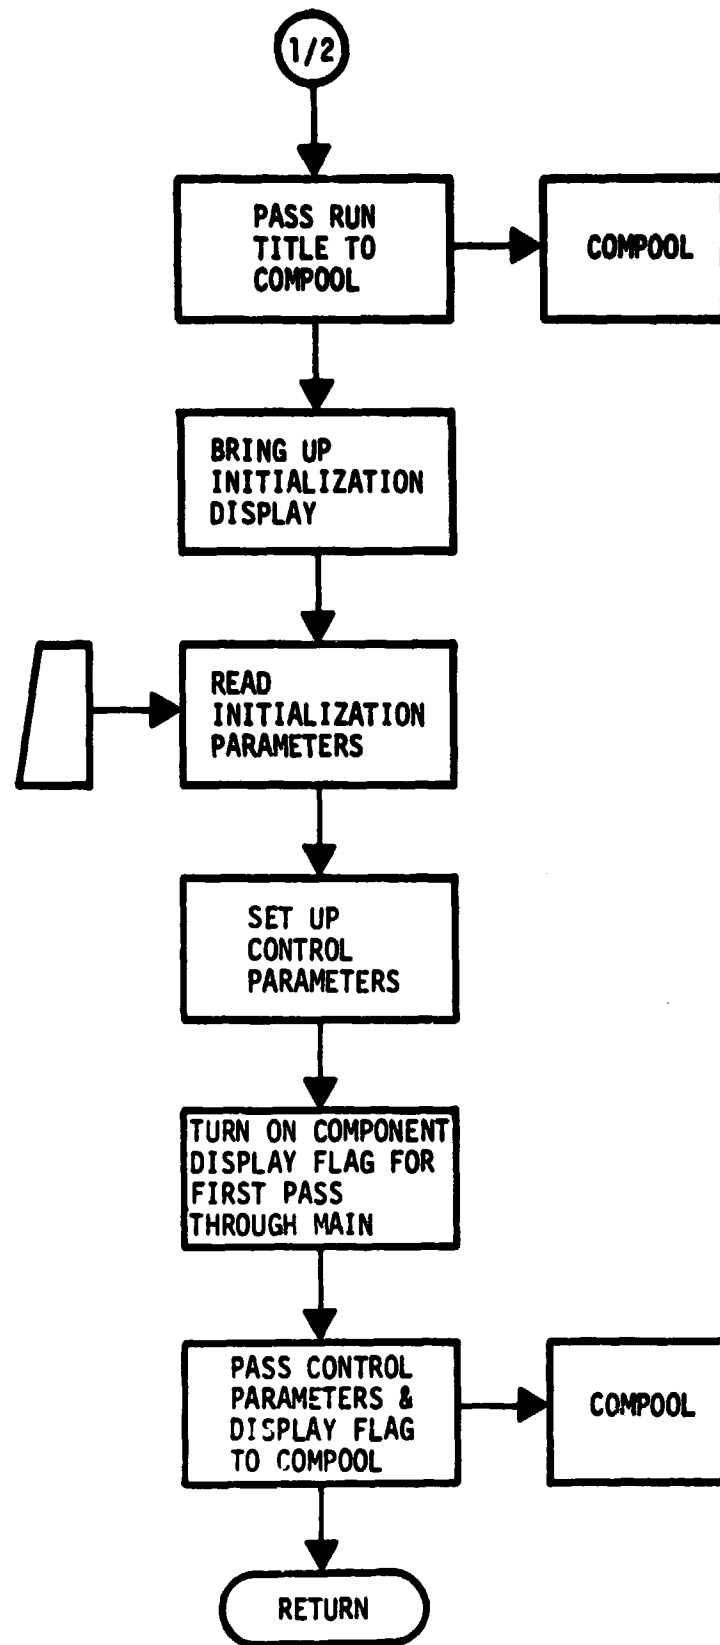 1/2
PASS RUN
TITLE TO
COMPOOL
COMPOOL
BRING UP
INITIALIZATION
DISPLAY
READ
INITIALIZATION
PARAMETERS
SET UP
CONTROL
PARAMETERS
TURN ON COMPONENT
DISPLAY FLAG FOR
FIRST PASS
THROUGH MAIN
PASS CONTROL
PARAMETERS &
DISPLAY FLAG
TO COMPOOL
COMPOOL
RETURN